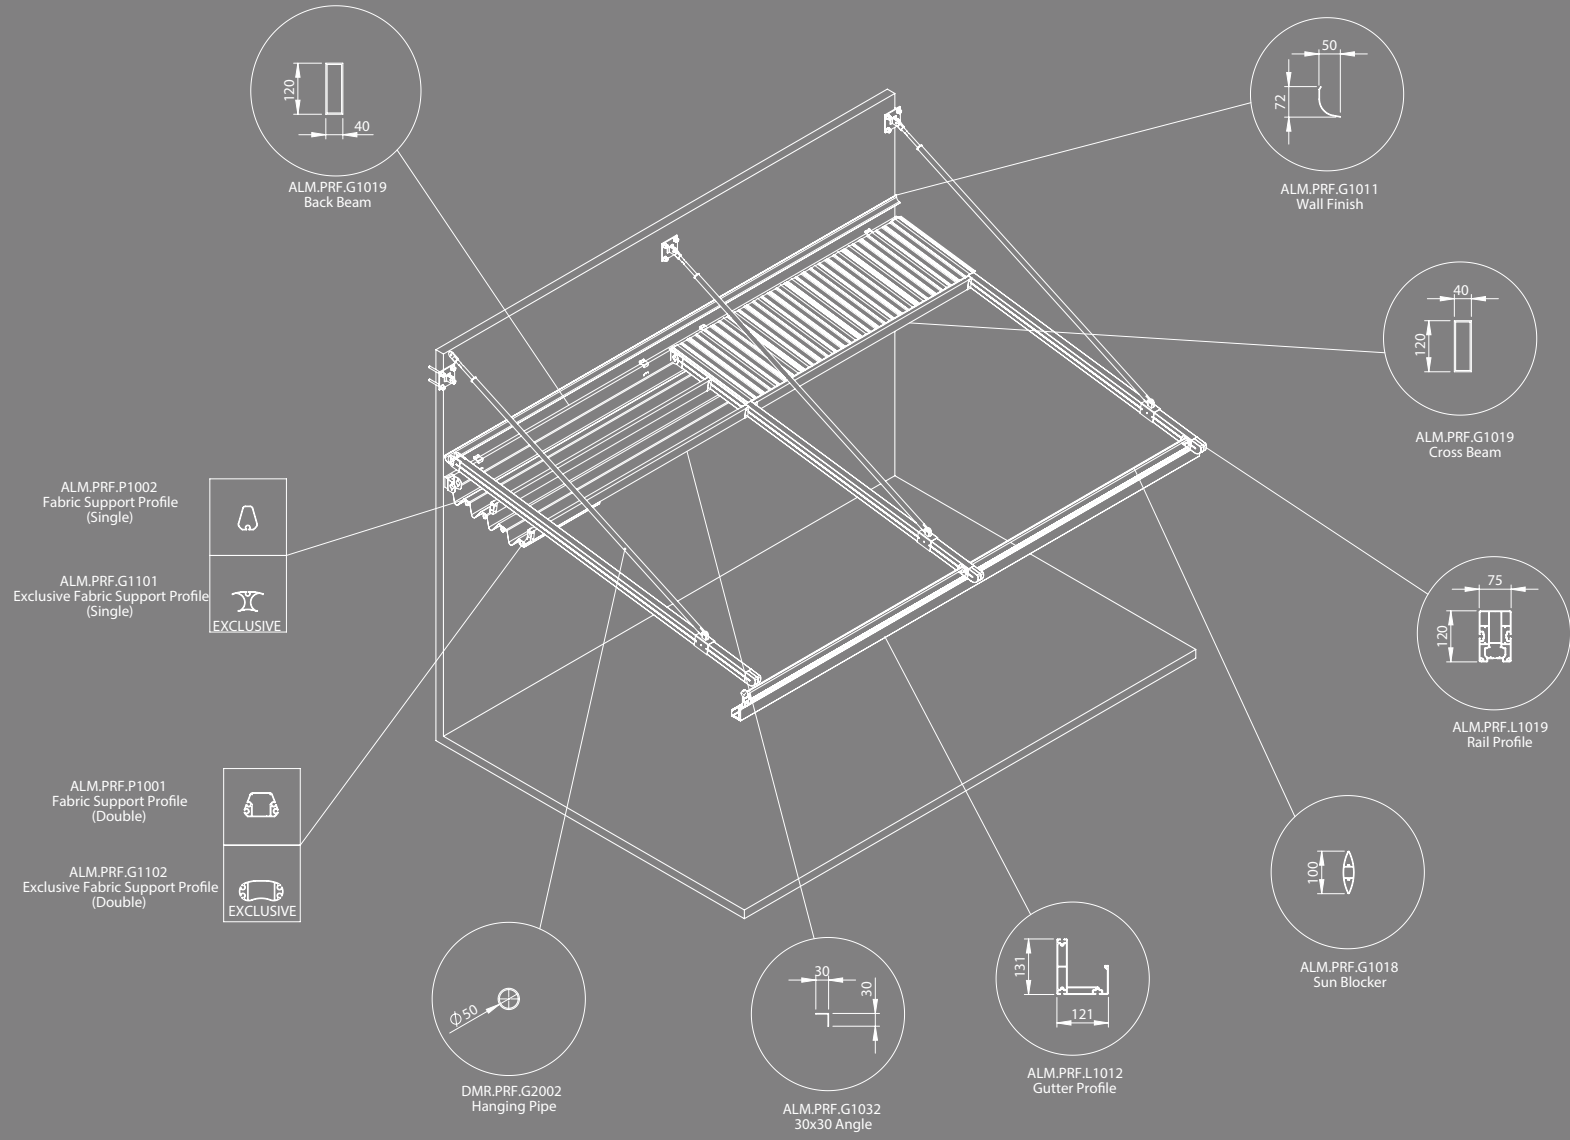 120
40
ALM.PRF.G1019
Back Beam
50
72
ALM.PRF.G1011
Wall Finish
40
120
ALM.PRF.G1019
Cross Beam
ALM.PRF.P1002
Fabric Support Profile
(Single)
ALM.PRF.G1101
Exclusive Fabric Support Profile
(Single)
EXCLUSIVE
75
120
ALM.PRF.L1019
Rail Profile
ALM.PRF.P1001
Fabric Support Profile
(Double)
ALM.PRF.G1102
Exclusive Fabric Support Profile
(Double)
EXCLUSIVE
100
ALM.PRF.G1018
Sun Blocker
Ø50
DMR.PRF.G2002
Hanging Pipe
30
30
ALM.PRF.G1032
30x30 Angle
131
121
ALM.PRF.L1012
Gutter Profile